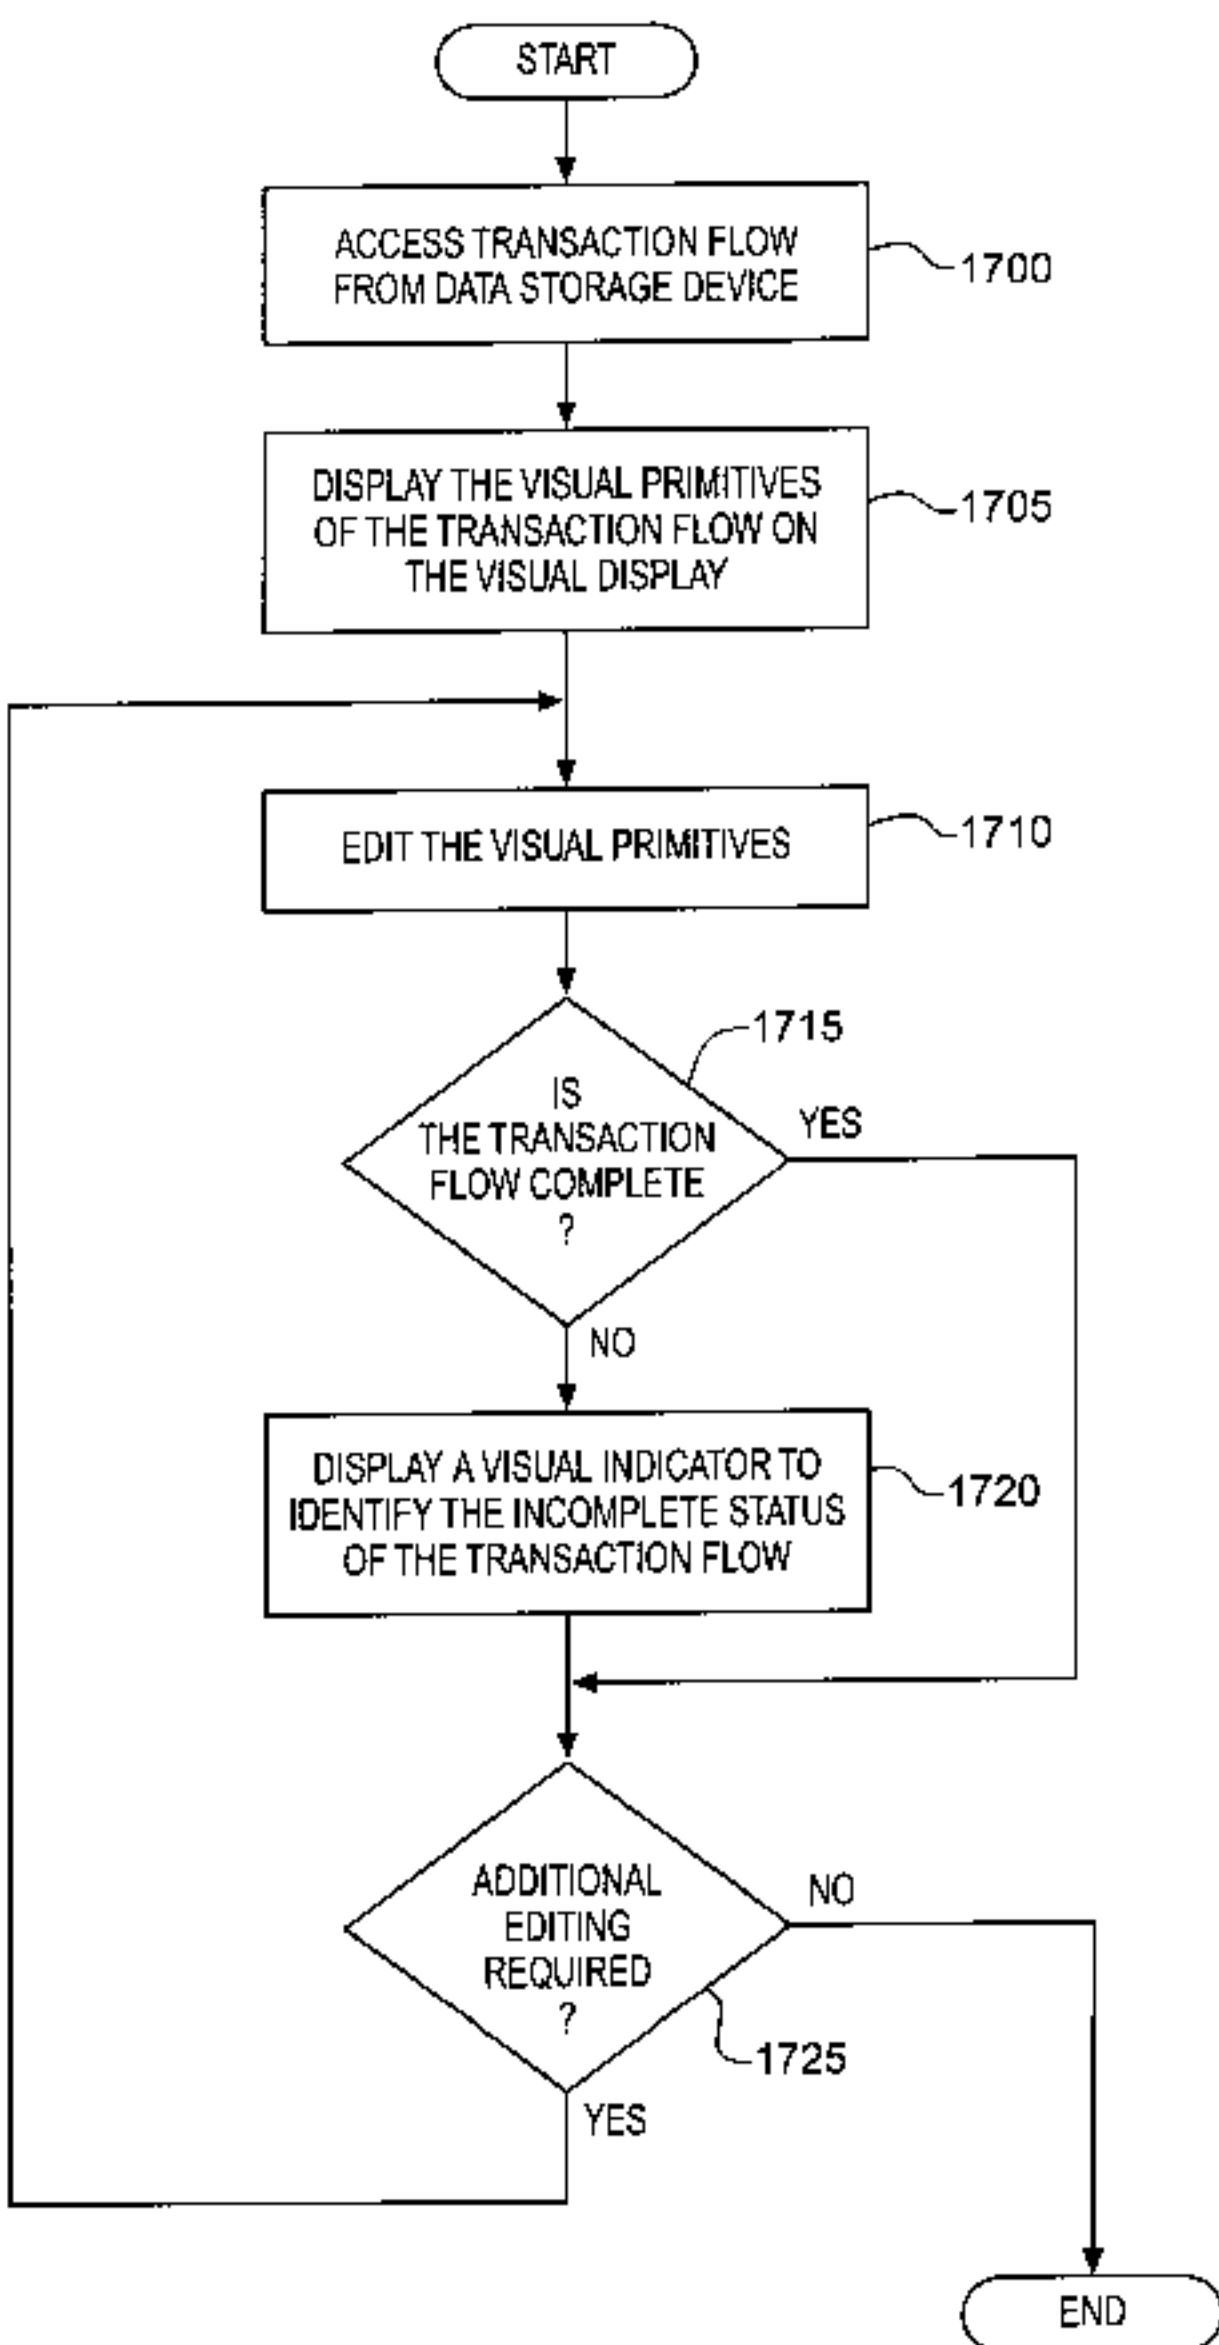 START
ACCESS TRANSACTION FLOW
FROM DATA STORAGE DEVICE
1700
DISPLAY THE VISUAL PRIMITIVES
OF THE TRANSACTION FLOW ON
THE VISUAL DISPLAY
1705
EDIT THE VISUAL PRIMITIVES
1710
1715
IS
THE TRANSACTION
FLOW COMPLETE
?
YES
NO
DISPLAY A VISUAL INDICATOR TO
IDENTIFY THE INCOMPLETE STATUS
OF THE TRANSACTION FLOW
1720
ADDITIONAL
EDITING
REQUIRED
?
NO
1725
YES
END